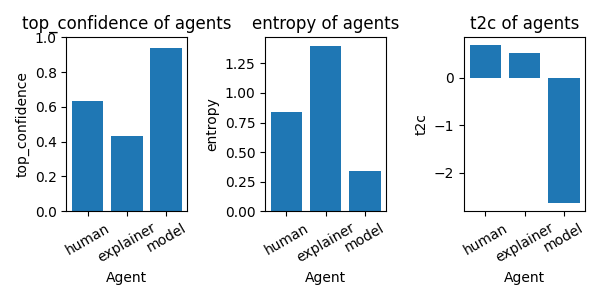 top_confidence of agents
1.0
0.8
0.6
0.4
0.2
0.0
top_confidence
human
explainer
model
Agent
entropy of agents
1.25
1.00
0.75
0.50
0.25
0.00
entropy
human
explainer
model
Agent
t2c of agents
0
−1
−2
t2c
human
explainer
model
Agent